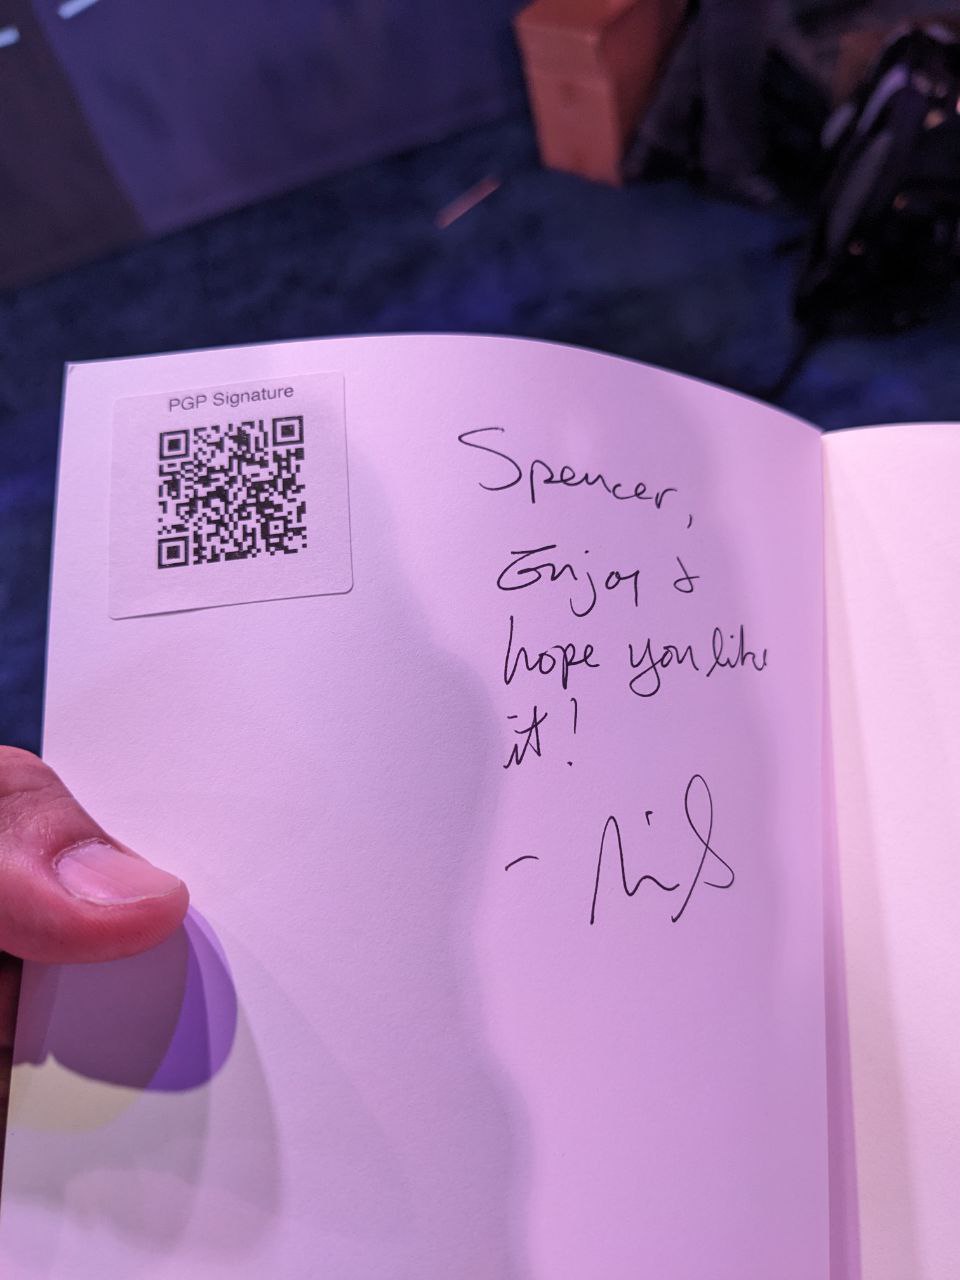 PGP Signature
Spencer,
Enjoy &
hope you like
it!